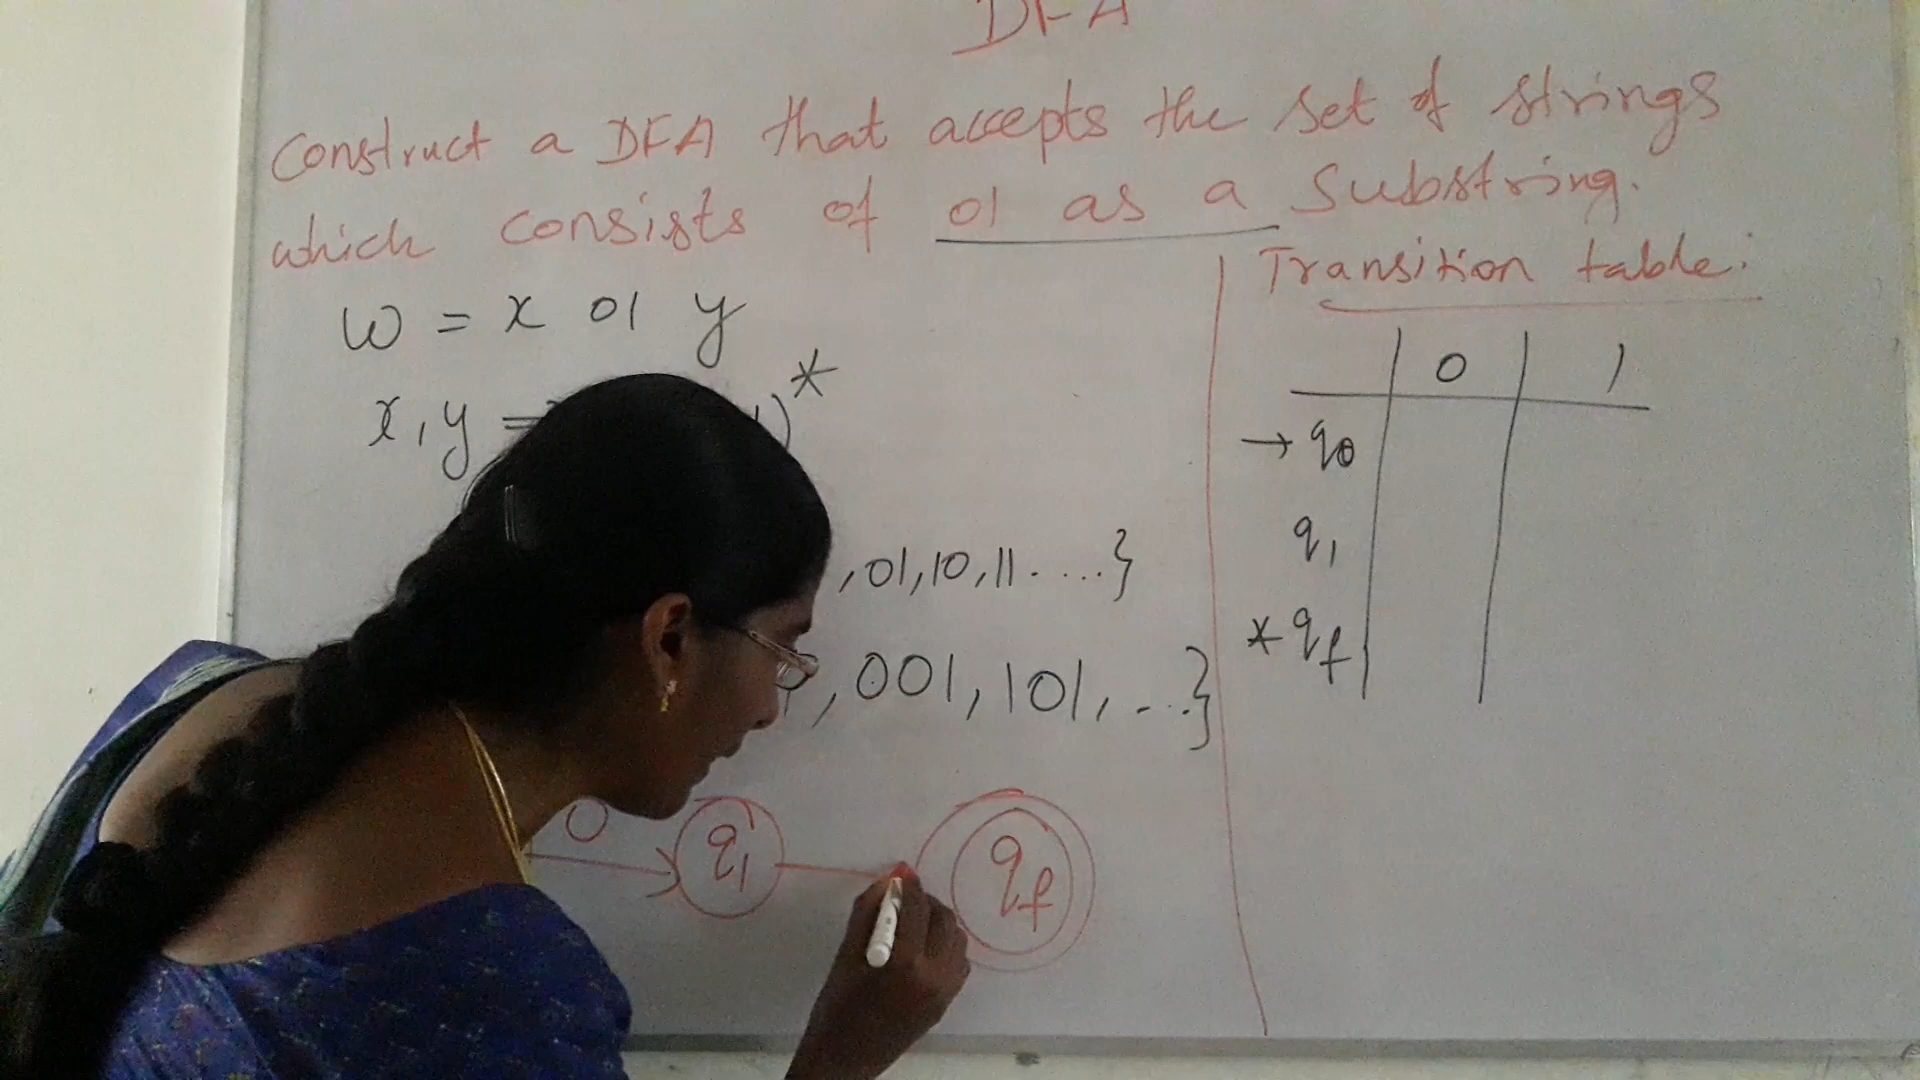 DFA
Construct a DFA that accepts the set of strings
which consists of 01 as a substring.
w = x 01 y
x, y = )*
,01,10,11.....}
,001,101,...}
0
q1
qf
Transition table:
0 1
→ q0
q1
* qf